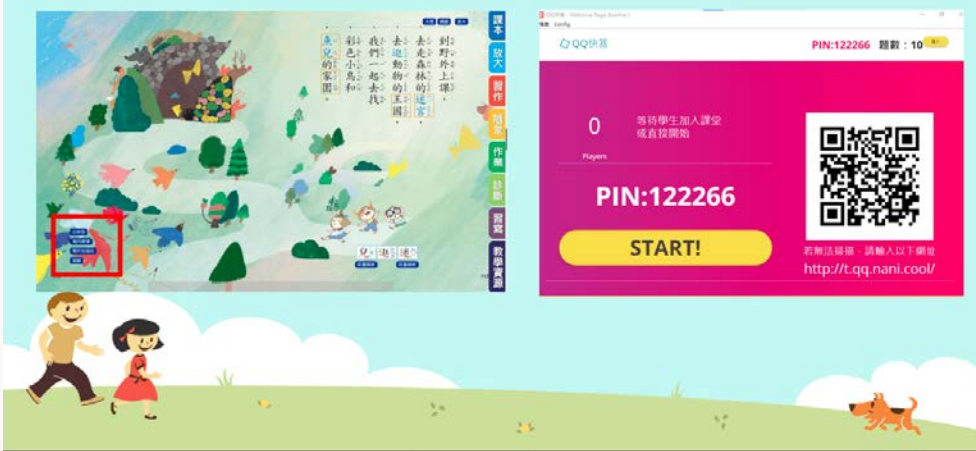 到野外上課，
去走森林的迷宮，
去逛動物的王國，
我們一起去找
彩色小鳥和
魚兒的家園。
兒 逛 迷
課本
放大
習作
隨堂
作業
診斷
習寫
教學資源
QQ快答
PIN:122266 題數：10
0
等待學生加入課堂
或直接開始
Players
PIN:122266
START!
若無法掃描，請輸入以下網址
http://t.qq.nani.cool/